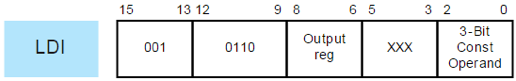 15 13 12 9 8 6 5 3 2 0
LDI 001 0110 Output reg XXX 3-Bit Const Operand